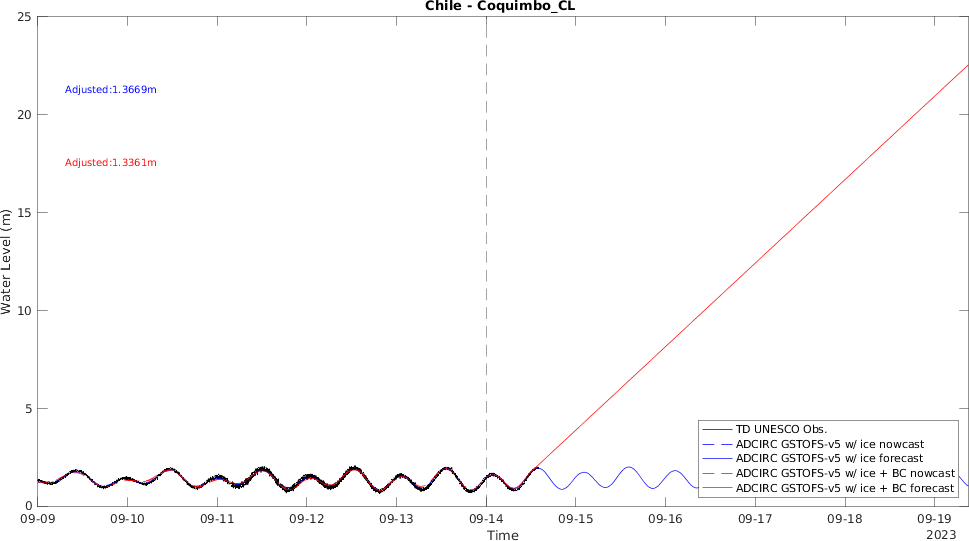 Chile - Coquimbo_CL
25
20
15
10
5
0
Water Level (m)
Adjusted:1.3669m
Adjusted:1.3361m
TD UNESCO Obs.
ADCIRC GSTOFS-v5 w/ ice nowcast
ADCIRC GSTOFS-v5 w/ ice forecast
ADCIRC GSTOFS-v5 w/ ice + BC nowcast
ADCIRC GSTOFS-v5 w/ ice + BC forecast
09-09 09-10 09-11 09-12 09-13 09-14 09-15 09-16 09-17 09-18 09-19
Time
2023